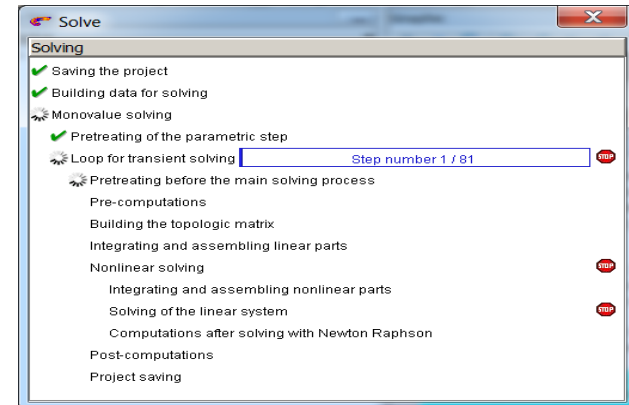 Solve
Solving
Saving the project
Building data for solving
Monovalue solving
Pretreating of the parametric step
Loop for transient solving Step number 1 / 81 STOP
Pretreating before the main solving process
Pre-computations
Building the topologic matrix
Integrating and assembling linear parts
Nonlinear solving STOP
Integrating and assembling nonlinear parts
Solving of the linear system STOP
Computations after solving with Newton Raphson
Post-computations
Project saving